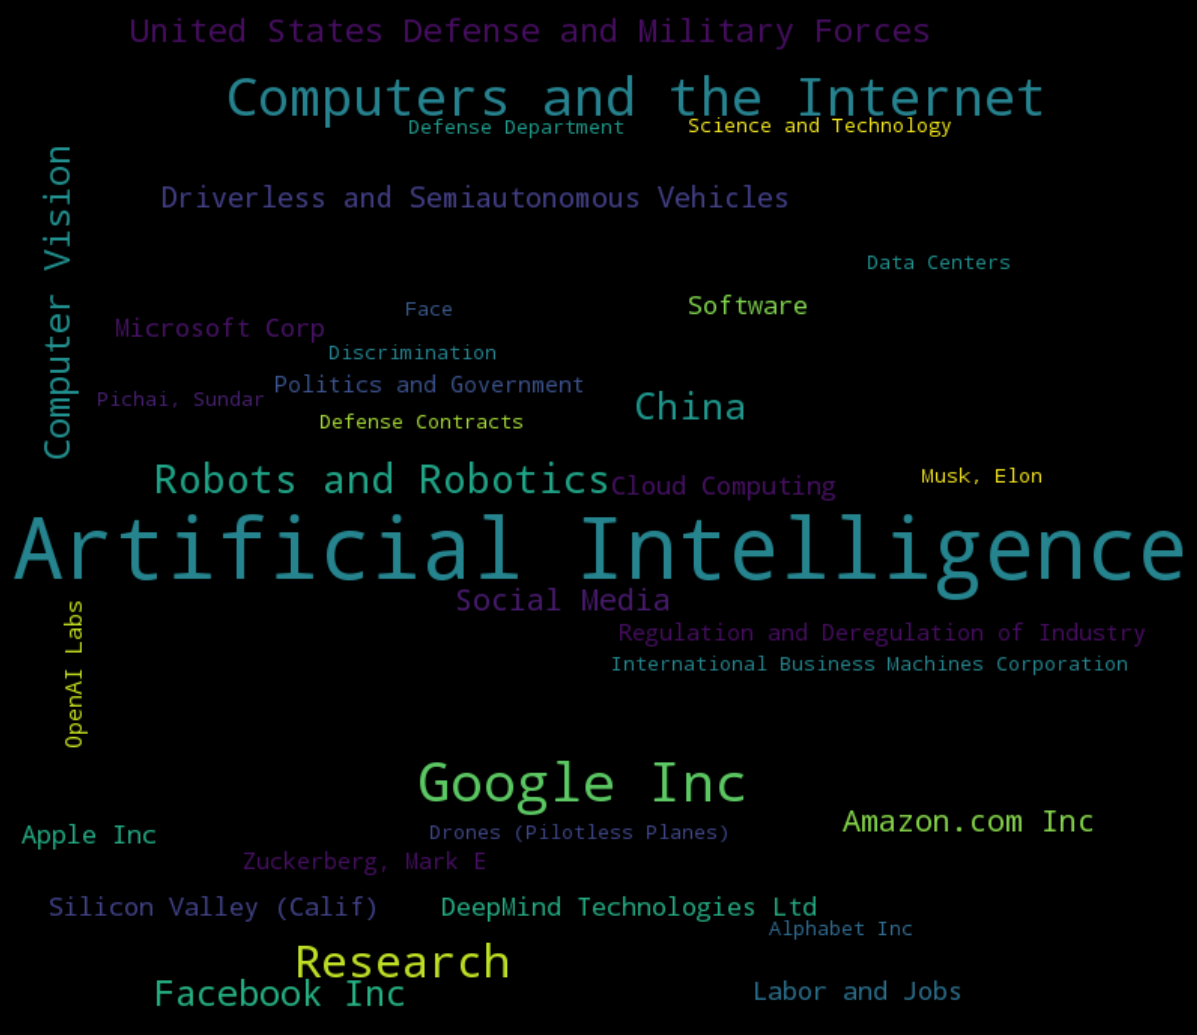 United States Defense and Military Forces
Computers and the Internet
Defense Department
Science and Technology
Computer Vision
Driverless and Semiautonomous Vehicles
Data Centers
Face
Software
Microsoft Corp
Discrimination
Politics and Government
Pichai, Sundar
China
Defense Contracts
Robots and Robotics
Cloud Computing
Musk, Elon
Artificial Intelligence
Social Media
OpenAI Labs
Regulation and Deregulation of Industry
International Business Machines Corporation
Google Inc
Amazon.com Inc
Apple Inc
Drones (Pilotless Planes)
Zuckerberg, Mark E
Silicon Valley (Calif)
DeepMind Technologies Ltd
Alphabet Inc
Research
Facebook Inc
Labor and Jobs